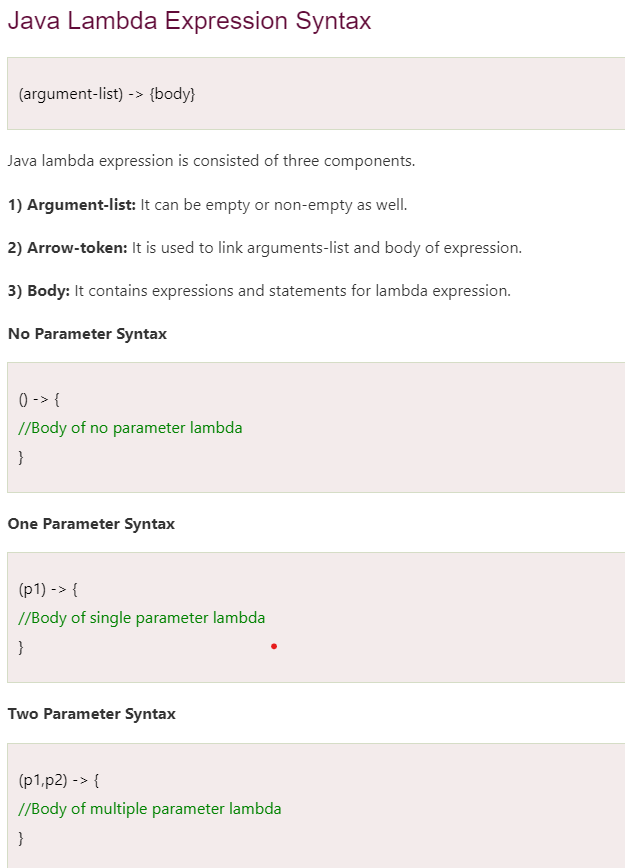 Java Lambda Expression Syntax
(argument-list) -> {body}
Java lambda expression is consisted of three components.
1) Argument-list: It can be empty or non-empty as well.
2) Arrow-token: It is used to link arguments-list and body of expression.
3) Body: It contains expressions and statements for lambda expression.
No Parameter Syntax
() -> {
//Body of no parameter lambda
}
One Parameter Syntax
(p1) -> {
//Body of single parameter lambda
}
Two Parameter Syntax
(p1,p2) -> {
//Body of multiple parameter lambda
}